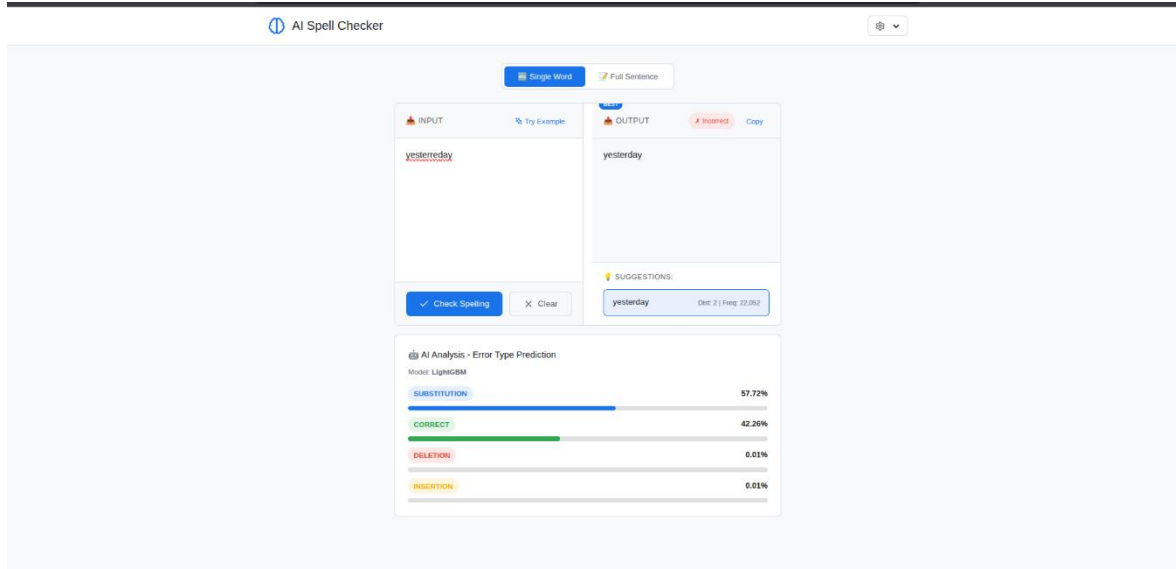 AI Spell Checker
Single Word
Full Sentence
INPUT
Try Example
BEST
OUTPUT
✗ Incorrect
Copy
yesterreday
yesterday
SUGGESTIONS:
yesterday Dist: 2 | Freq: 22,052
✓ Check Spelling
× Clear
AI Analysis - Error Type Prediction
Model: LightGBM
SUBSTITUTION 57.72%
CORRECT 42.26%
DELETION 0.01%
INSERTION 0.01%